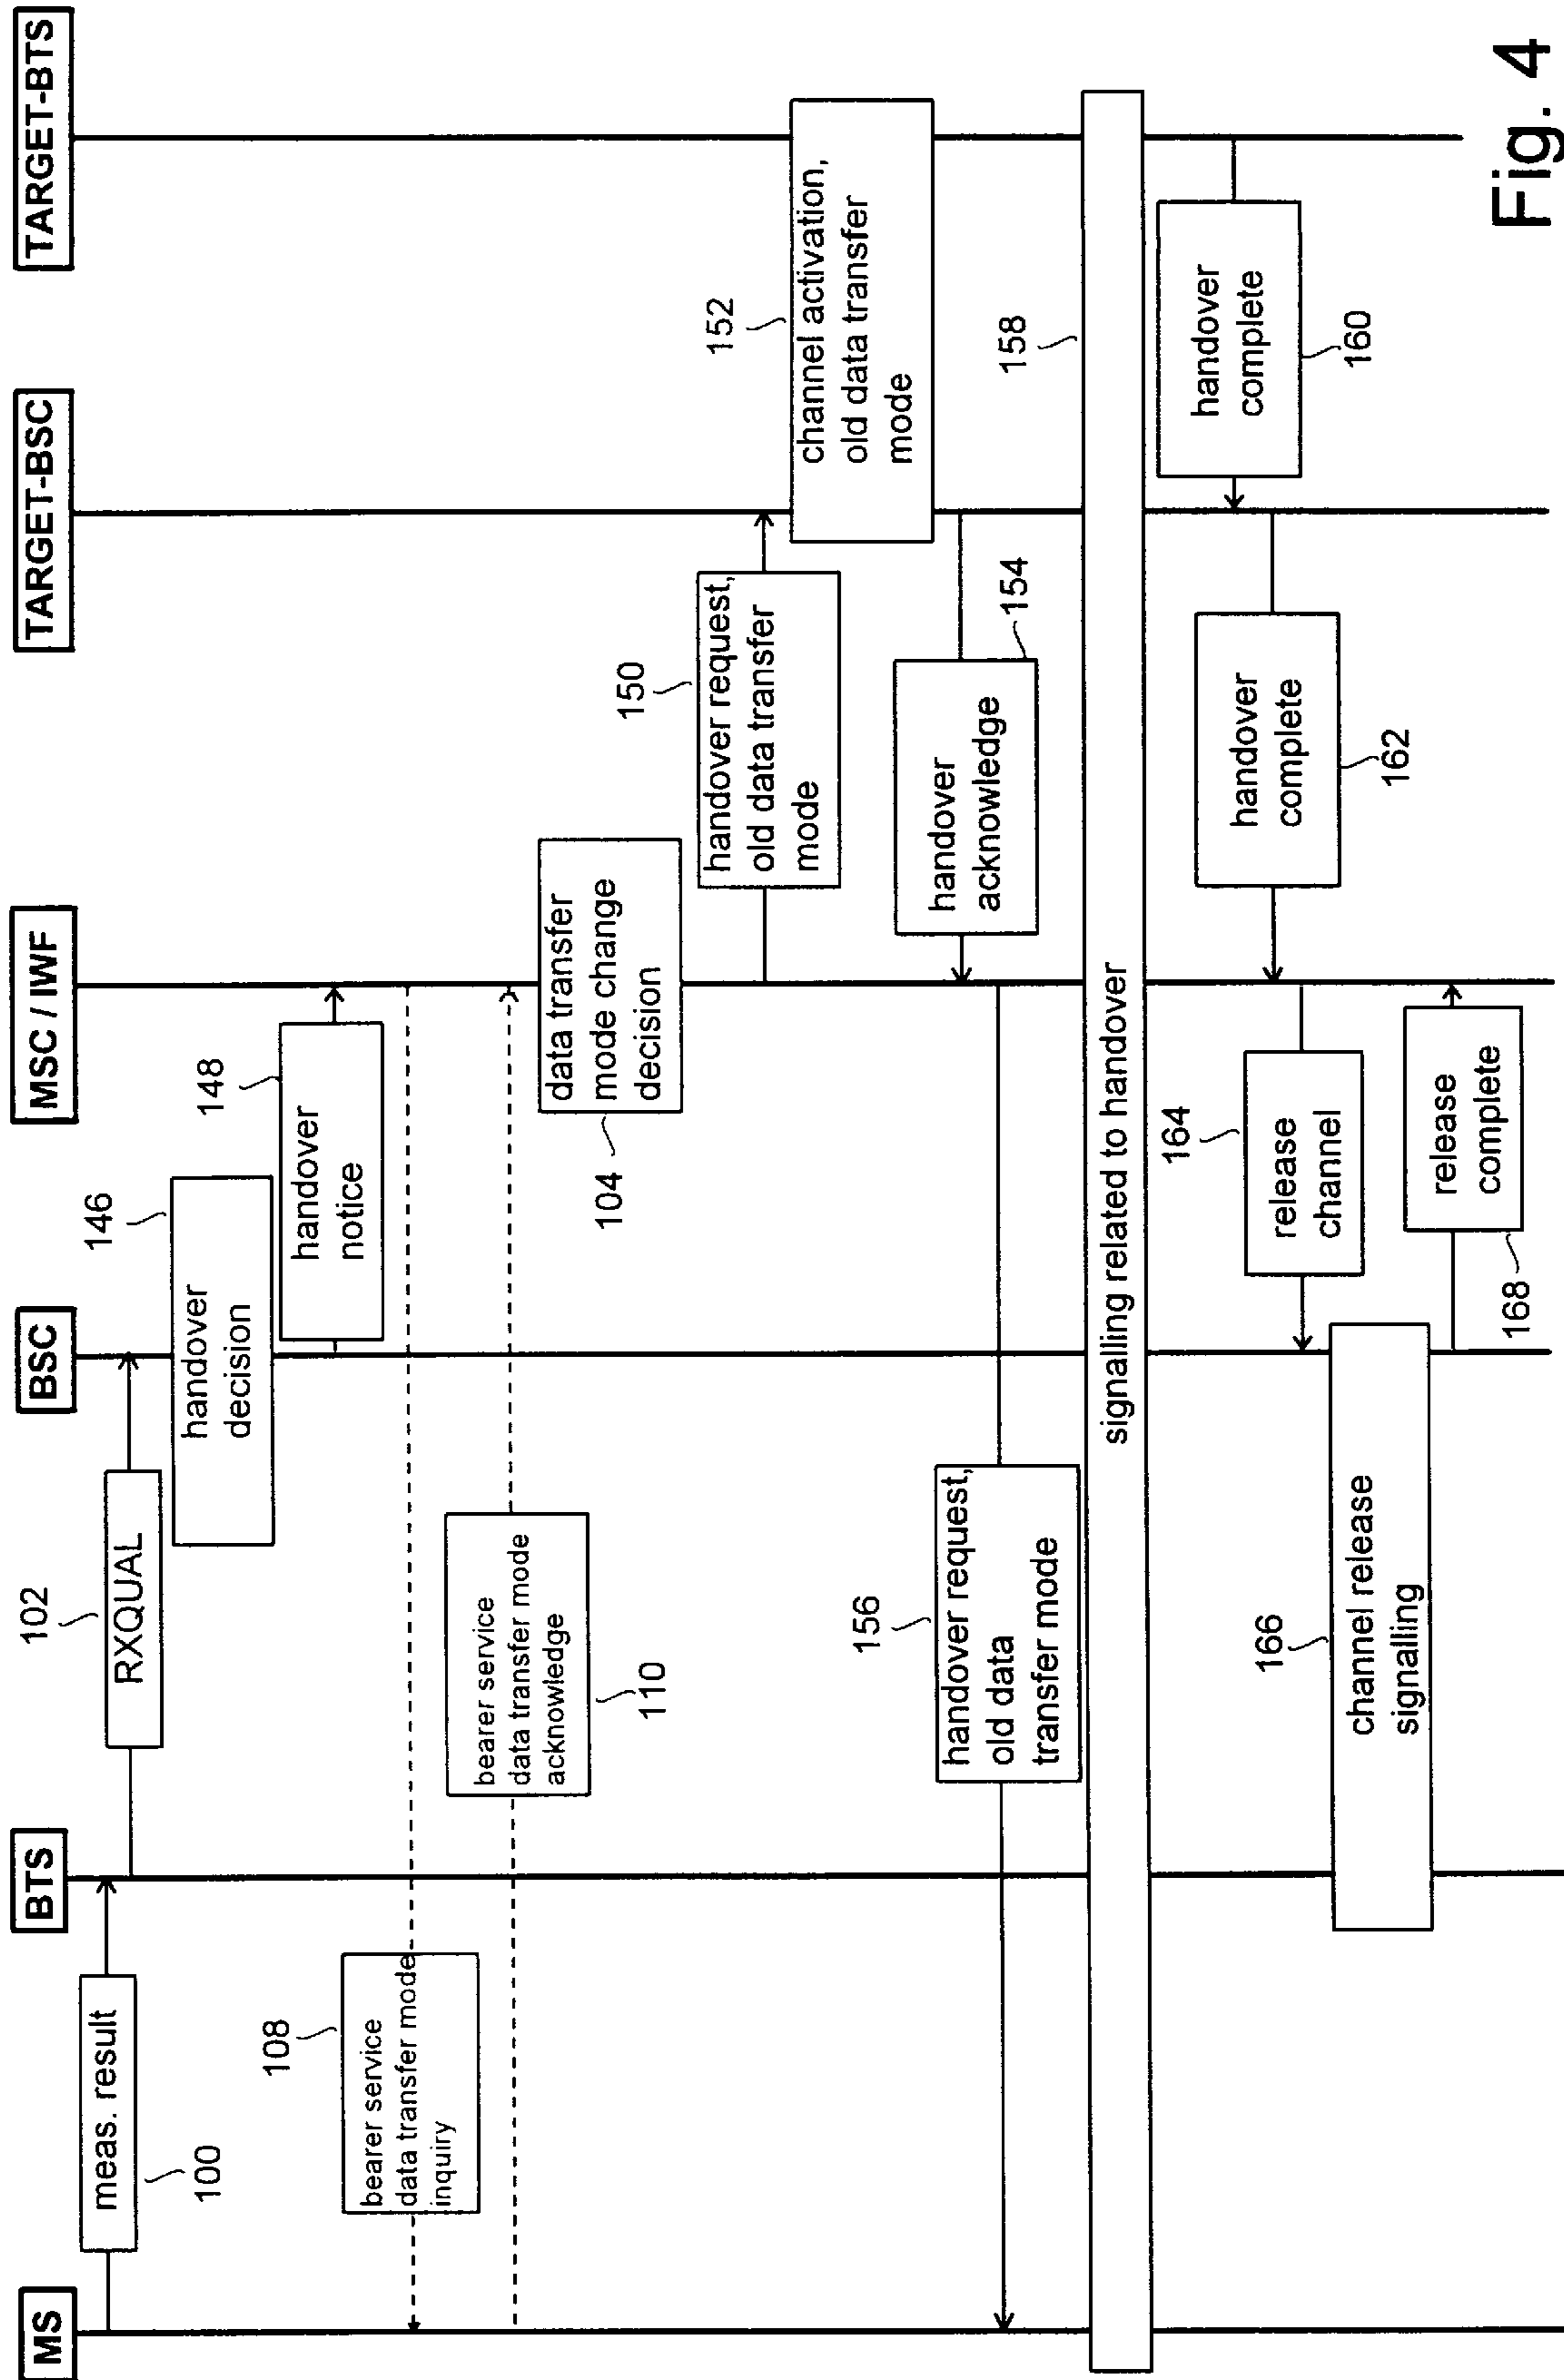 MS
BTS
BSC
MSC / IWF
TARGET-BSC
TARGET-BTS
meas. result
100
102
RXQUAL
146
handover
decision
148
handover
notice
108
bearer service
data transfer mode
inquiry
bearer service
data transfer mode
acknowledge
110
data transfer
mode change
decision
104
150
handover request,
old data transfer
mode
152
channel activation,
old data transfer
mode
handover
acknowledge
154
156
handover request,
old data
transfer mode
158
signalling related to handover
handover
complete
160
handover
complete
162
164
release
channel
166
channel release
signalling
release
complete
168
Fig. 4